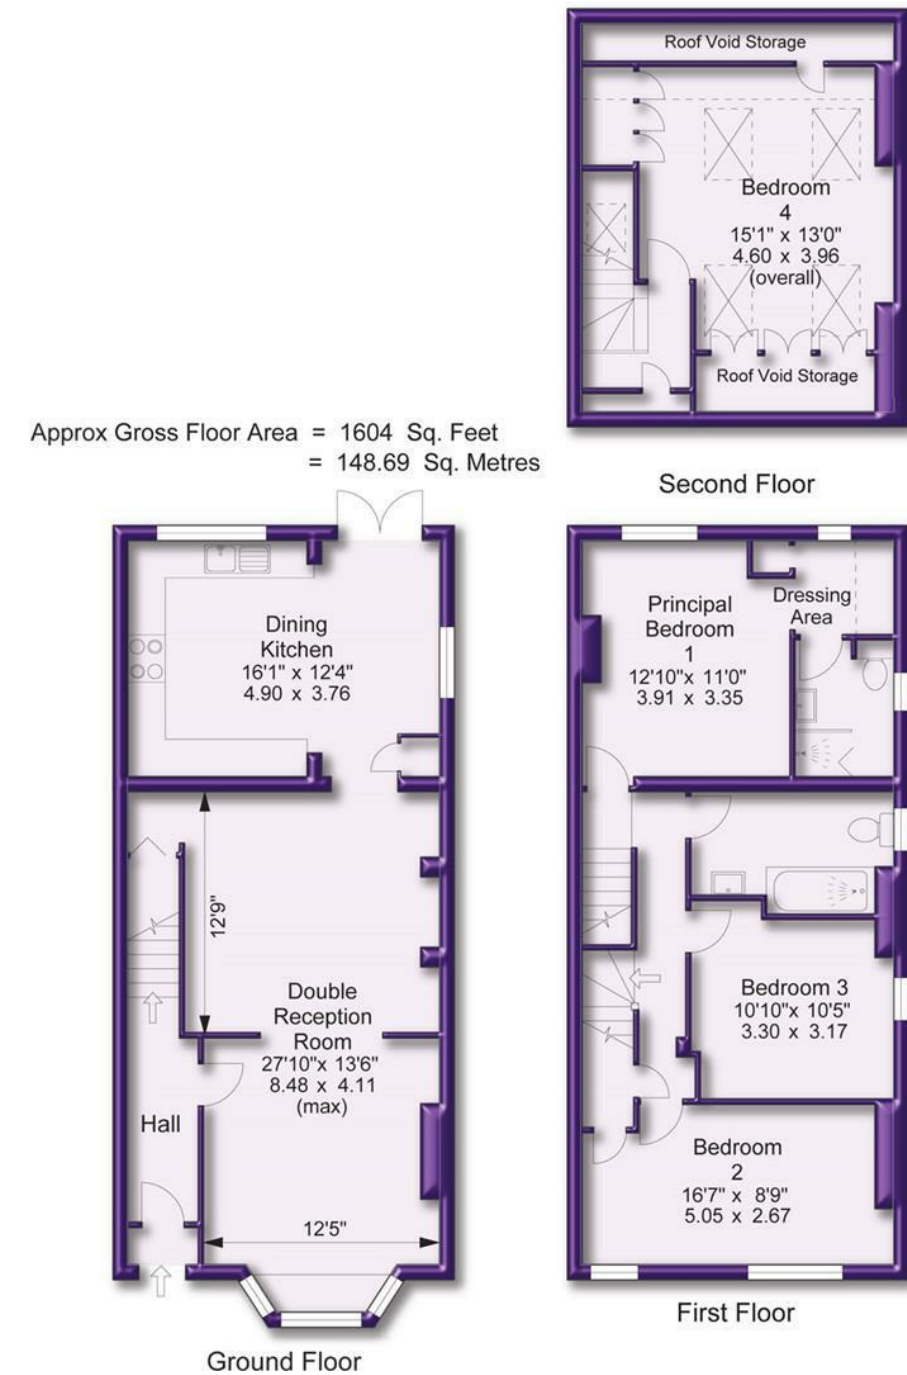 Roof Void Storage
Bedroom
4
15'1" x 13'0"
4.60 x 3.96
(overall)
Roof Void Storage
Second Floor
Approx Gross Floor Area = 1604 Sq. Feet
= 148.69 Sq. Metres
Dining
Kitchen
16'1" x 12'4"
4.90 x 3.76
12'9"
Double
Reception
Room
27'10"x 13'6"
8.48 x 4.11
(max)
Hall
12'5"
Ground Floor
Principal
Bedroom
1
12'10"x 11'0"
3.91 x 3.35
Dressing
Area
Bedroom 3
10'10"x 10'5"
3.30 x 3.17
Bedroom
2
16'7" x 8'9"
5.05 x 2.67
First Floor